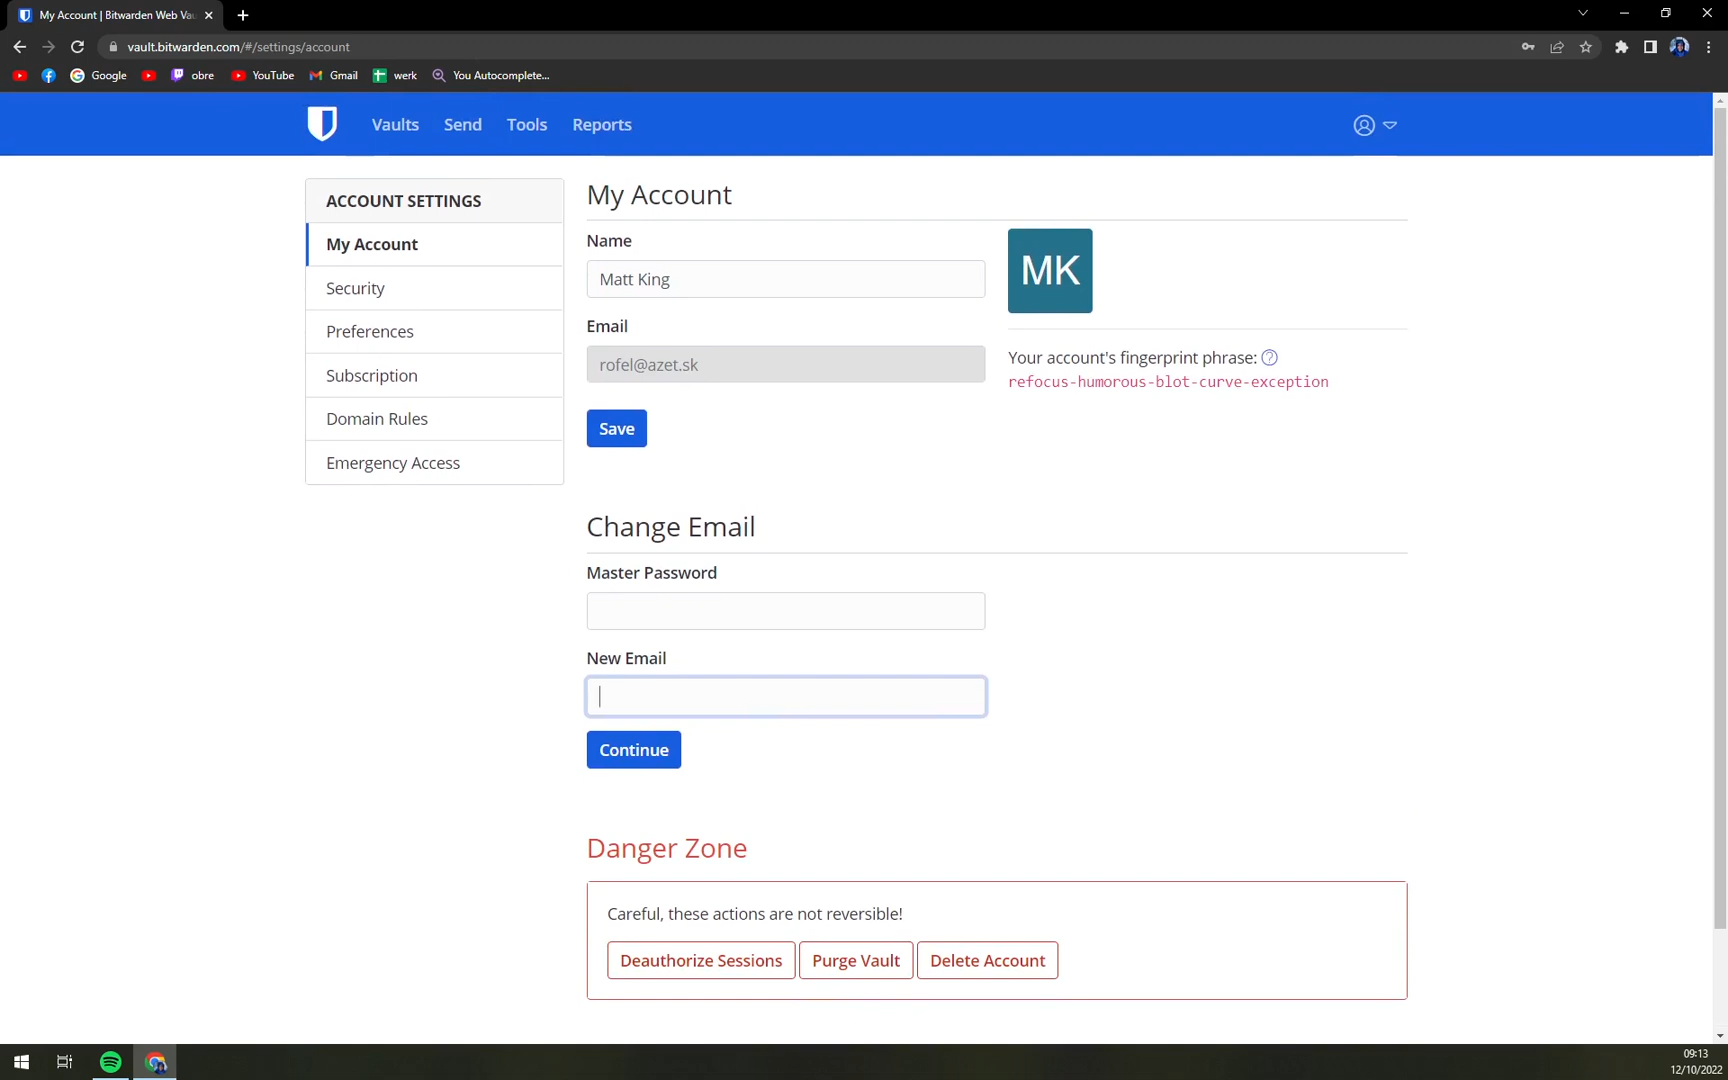 My Account | Bitwarden Web Vau
vault.bitwarden.com/#/settings/account
Google
obre
YouTube
Gmail
werk
You Autocomplete...
Vaults
Send
Tools
Reports
ACCOUNT SETTINGS
My Account
Security
Preferences
Subscription
Domain Rules
Emergency Access
My Account
Name
Matt King
Email
rofel@azet.sk
Save
MK
Your account's fingerprint phrase:
refocus-humorous-blot-curve-exception
Change Email
Master Password
New Email
Continue
Danger Zone
Careful, these actions are not reversible!
Deauthorize Sessions
Purge Vault
Delete Account
09:13
12/10/2022